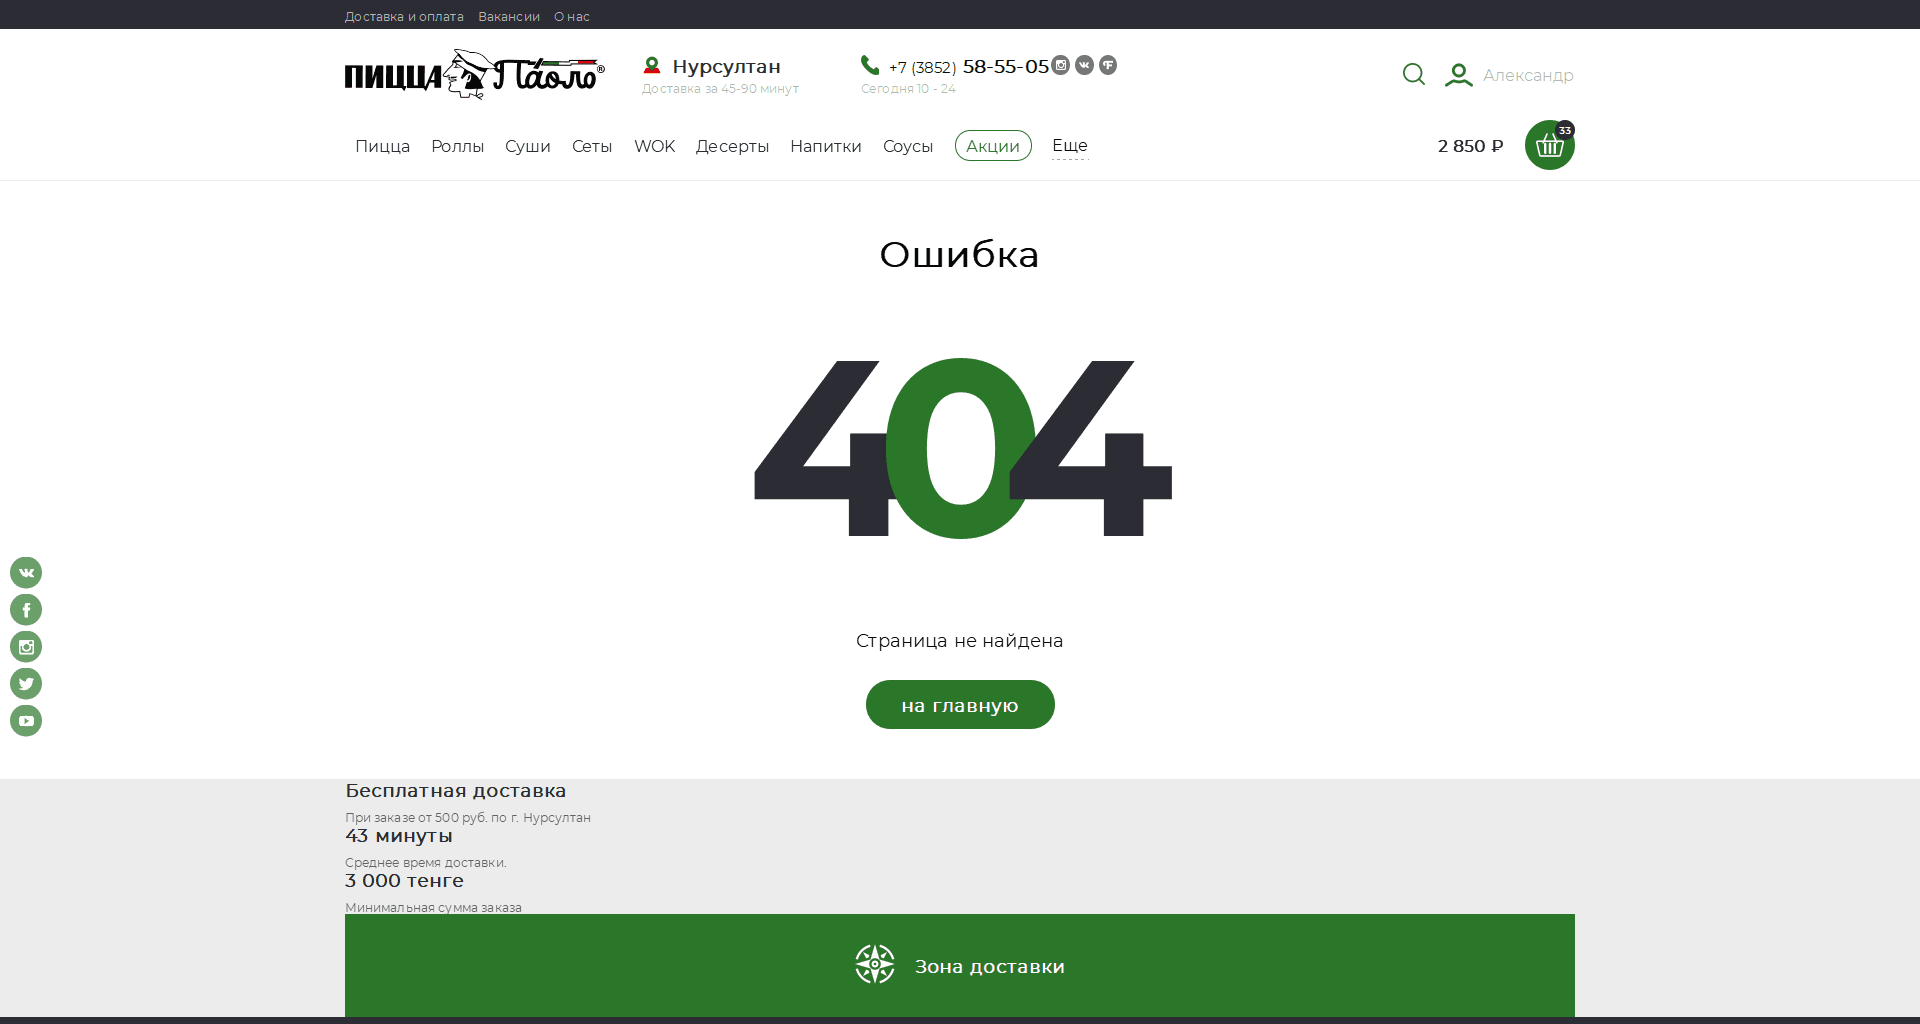 Доставка и оплата Вакансии О нас
ПИЦЦА Паоло®
Нурсултан
Доставка за 45-90 минут
+7 (3852) 58-55-05
Сегодня 10 - 24
Александр
Пицца Роллы Суши Сеты WOK Десерты Напитки Соусы Акции Еще
2 850 ₽
33
Ошибка
404
Страница не найдена
на главную
Бесплатная доставка
При заказе от 500 руб. по г. Нурсултан
43 минуты
Среднее время доставки.
3 000 тенге
Минимальная сумма заказа
Зона доставки